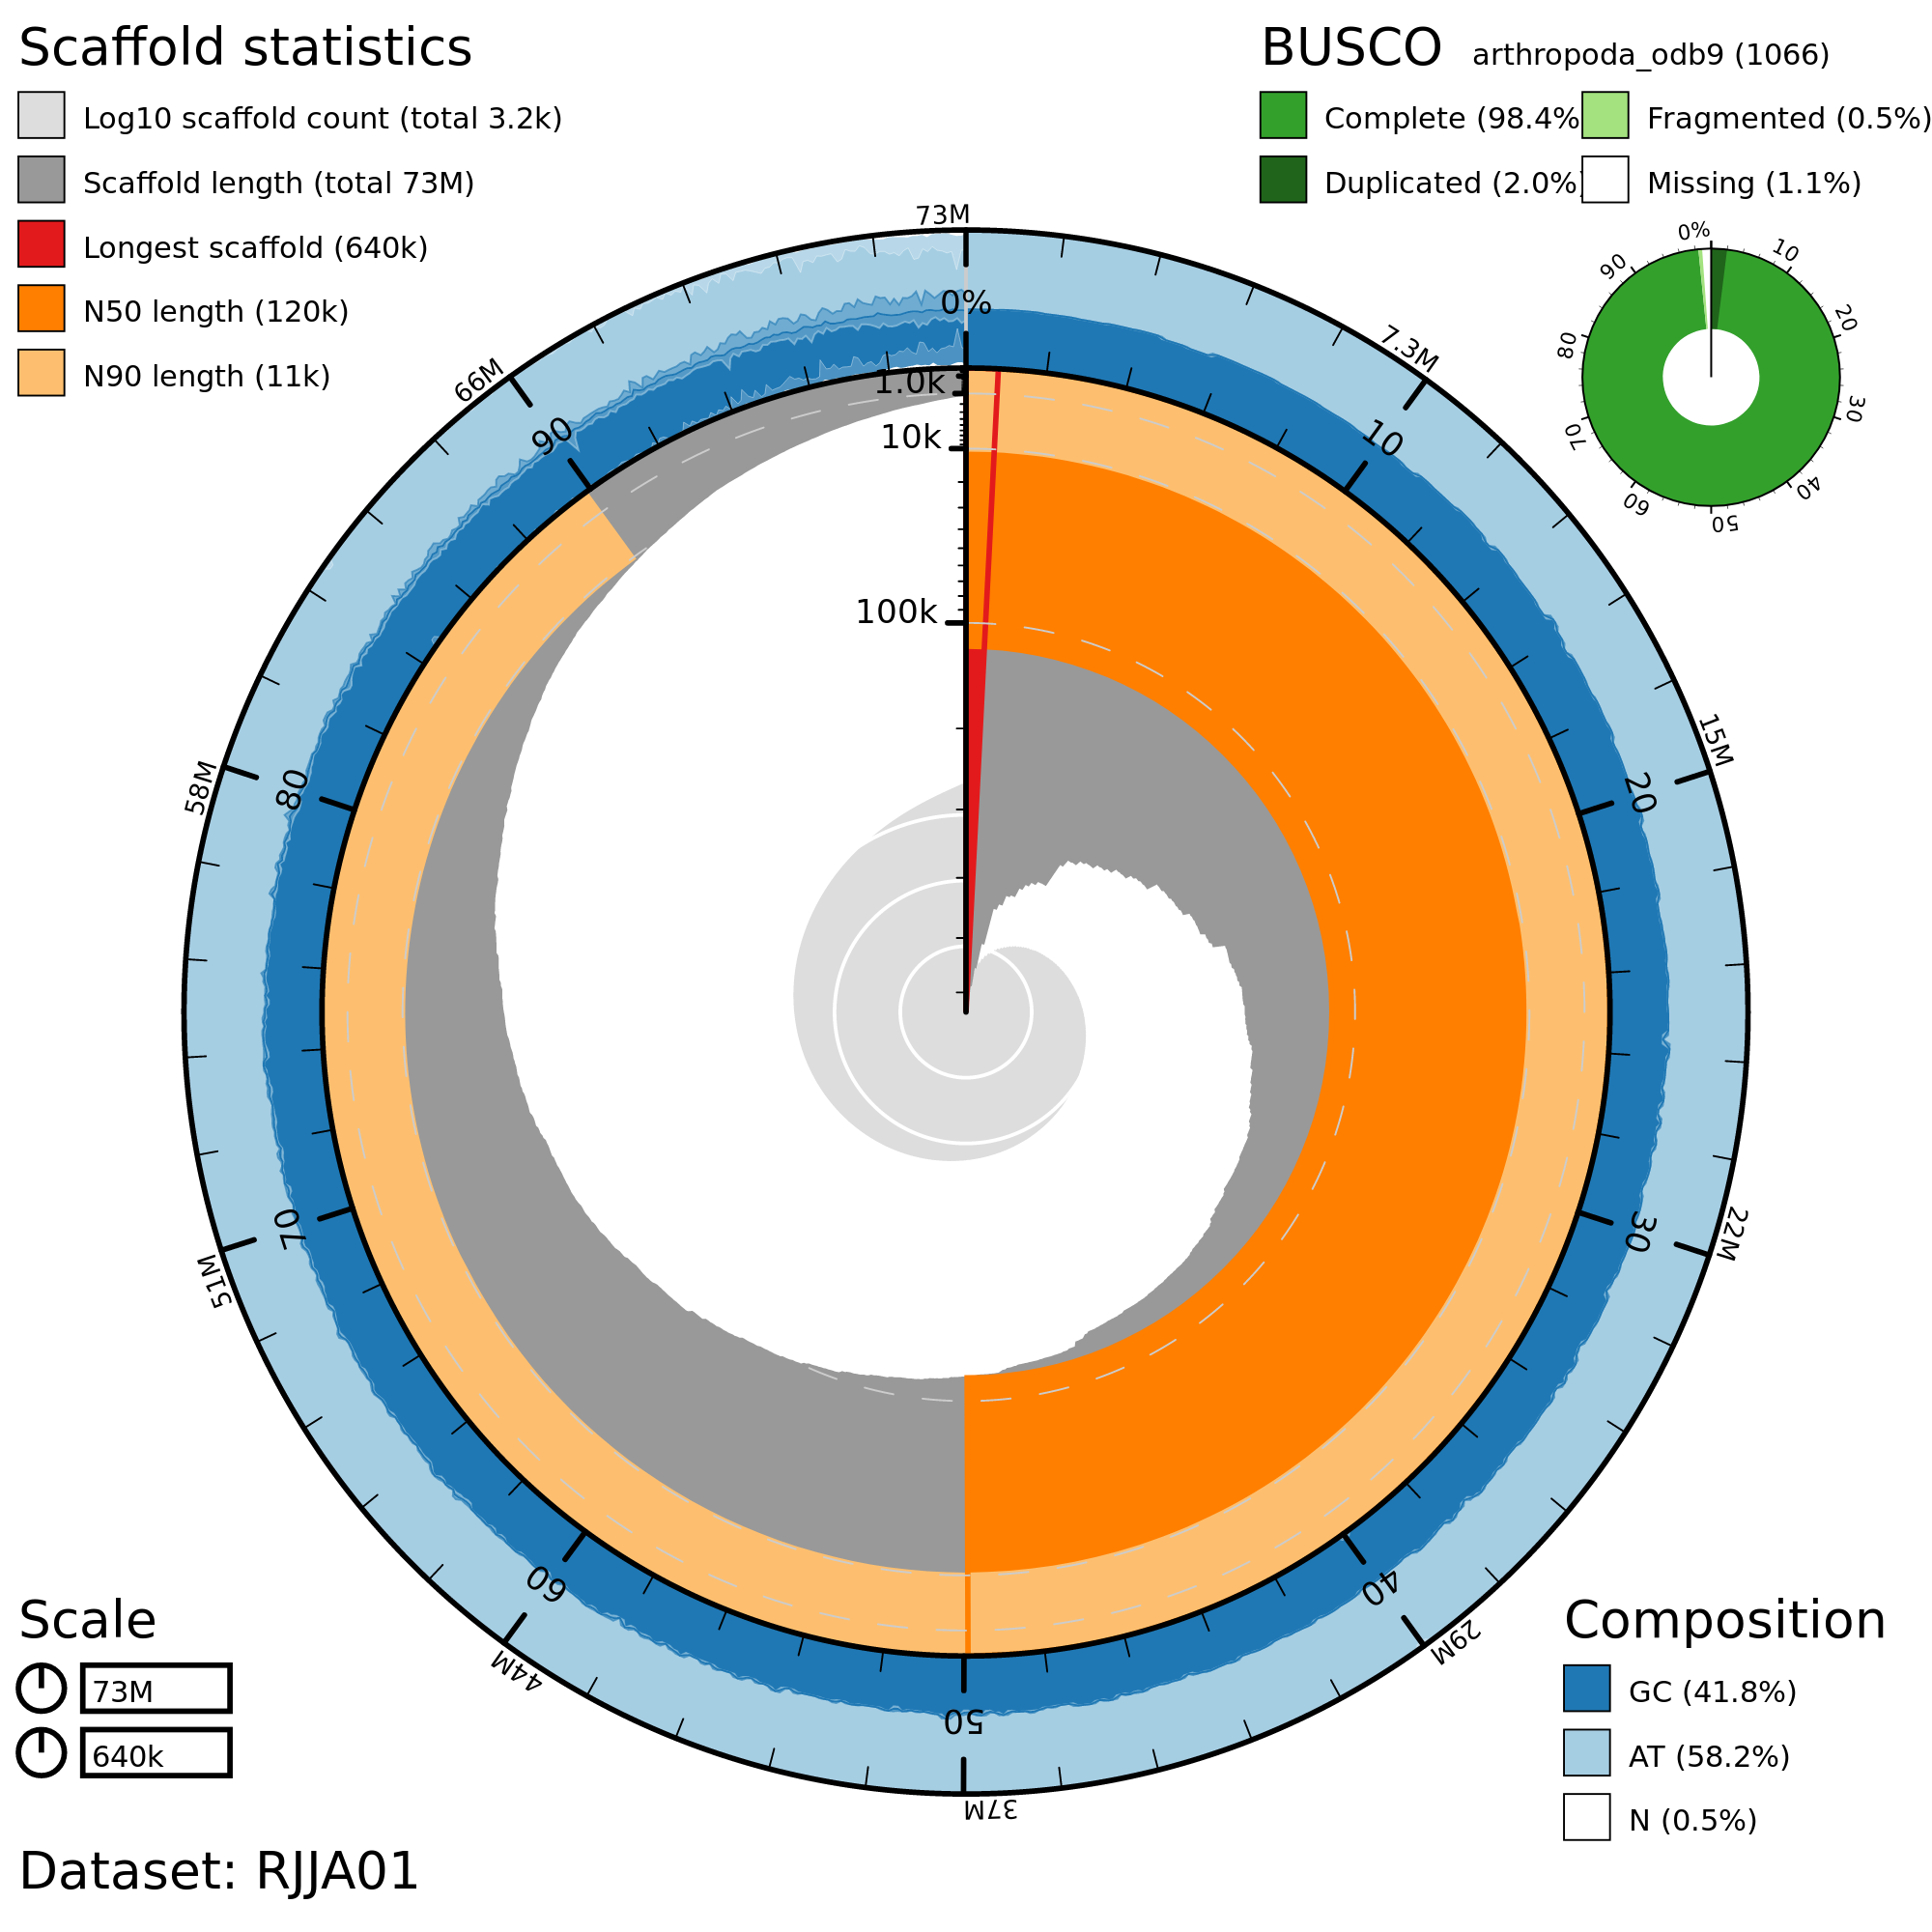 Scaffold statistics
Log10 scaffold count (total 3.2k)
Scaffold length (total 73M)
Longest scaffold (640k)
N50 length (120k)
N90 length (11k)
BUSCO arthropoda_odb9 (1066)
Complete (98.4%
Fragmented (0.5%)
Duplicated (2.0%)
Missing (1.1%)
0%
10
20
30
40
50
60
70
80
90
73M
7.3M
15M
22M
29M
37M
44M
51M
58M
66M
0%
10
20
30
40
50
60
70
80
90
1.0k
10k
100k
Scale
73M
640k
Composition
GC (41.8%)
AT (58.2%)
N (0.5%)
Dataset: RJJA01